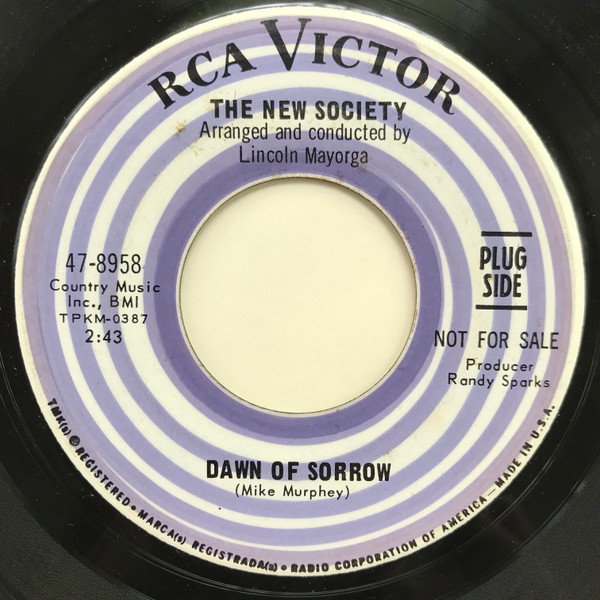 RCA VICTOR
THE NEW SOCIETY
Arranged and conducted by
Lincoln Mayorga
47-8958
Country Music
Inc., BMI
TPKM-0387
2:43
PLUG
SIDE
NOT FOR SALE
Producer
Randy Sparks
DAWN OF SORROW
(Mike Murphey)
TMK(s) ® REGISTERED • MARCA(s) REGISTRADA(s) • RADIO CORPORATION OF AMERICA—MADE IN U.S.A.